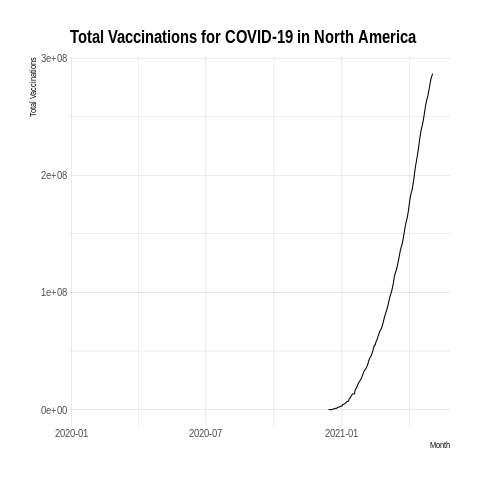 Total Vaccinations for COVID-19 in North America
Total Vaccinations
3e+08
2e+08
1e+08
0e+00
2020-01 2020-07 2021-01
Month